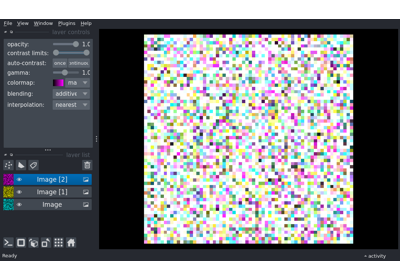 File View Window Plugins Help
layer controls
opacity: 1.0
contrast limits:
auto-contrast: once
gamma: 1.0
colormap: ma
blending: additive
interpolation: nearest
layer list
Image [2]
Image [1]
Image
Ready activity